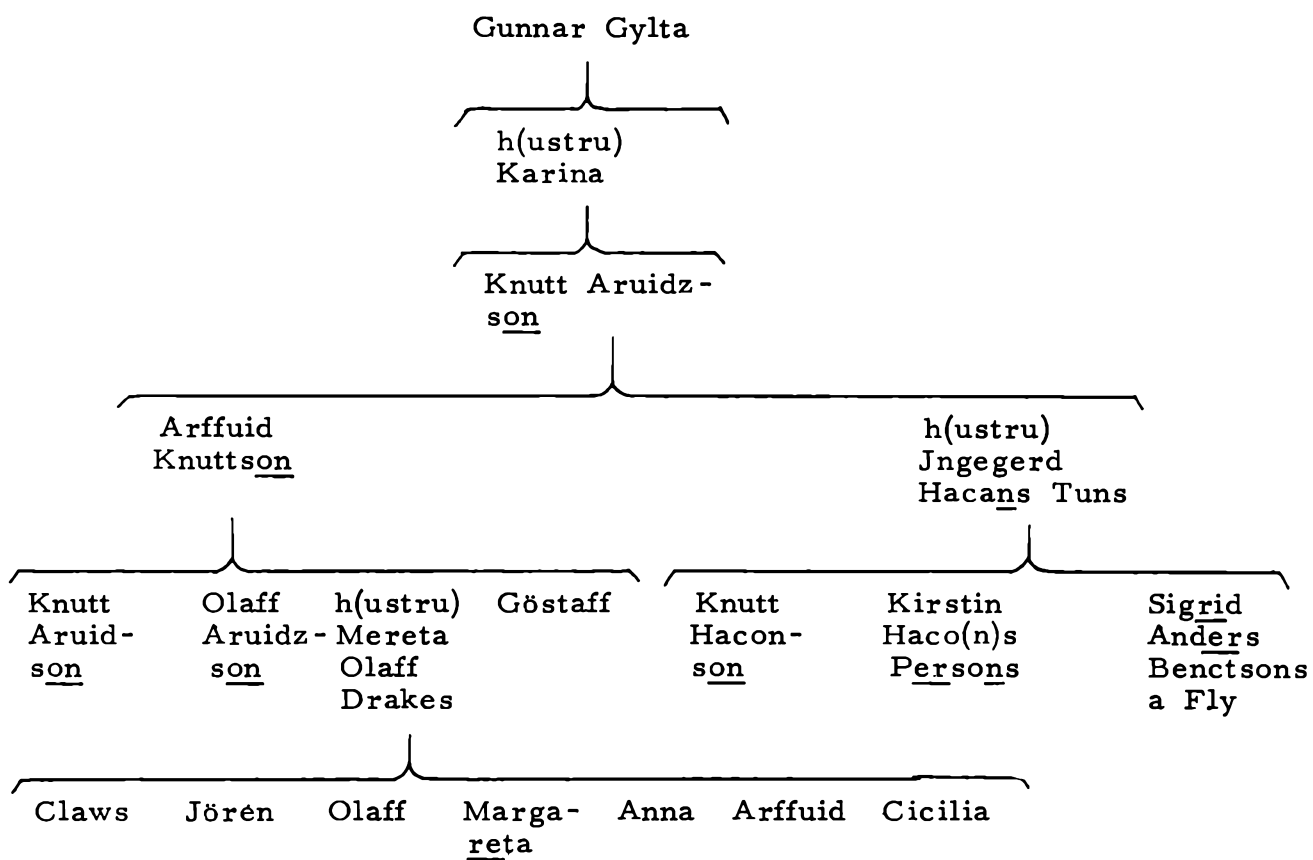 Gunnar Gylta
h(ustru)
Karina
Knutt Aruidz-
son
Arffuid
Knuttson
h(ustru)
Jngegerd
Hacans Tuns
Knutt
Aruid-
son
Olaff
Aruidz-
son
h(ustru)
Mereta
Olaff
Drakes
Göstaff
Knutt
Hacon-
son
Kirstin
Haco(n)s
Persons
Sigrid
Anders
Benctsons
a Fly
Claws
Jörén
Olaff
Marga-
reta
Anna
Arffuid
Cicilia